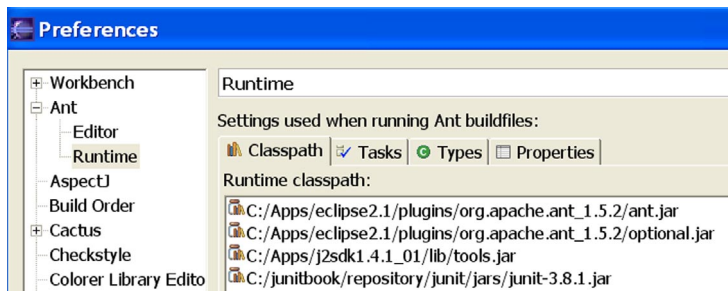 Preferences
Workbench
Ant
Editor
Runtime
AspectJ
Build Order
Cactus
Checkstyle
Colorer Library Edito
Runtime
Settings used when running Ant buildfiles:
Classpath Tasks Types Properties
Runtime classpath:
C:/Apps/eclipse2.1/plugins/org.apache.ant_1.5.2/ant.jar
C:/Apps/eclipse2.1/plugins/org.apache.ant_1.5.2/optional.jar
C:/Apps/j2sdk1.4.1_01/lib/tools.jar
C:/junitbook/repository/junit/jars/junit-3.8.1.jar